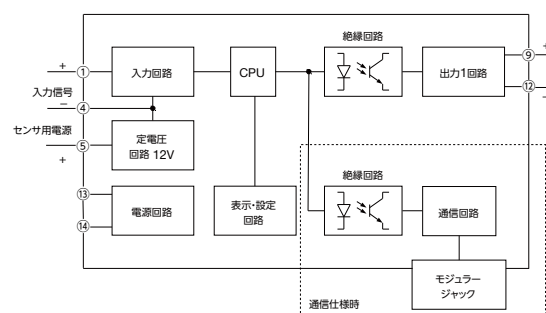 絶縁回路
⑨
+
+
①
入力回路
CPU
出力1回路
⑫
−
入力信号
−
④
センサ用電源
⑤
+
定電圧
回路 12V
絶縁回路
⑬
電源回路
⑭
表示・設定
回路
通信回路
モジュラー
ジャック
通信仕様時